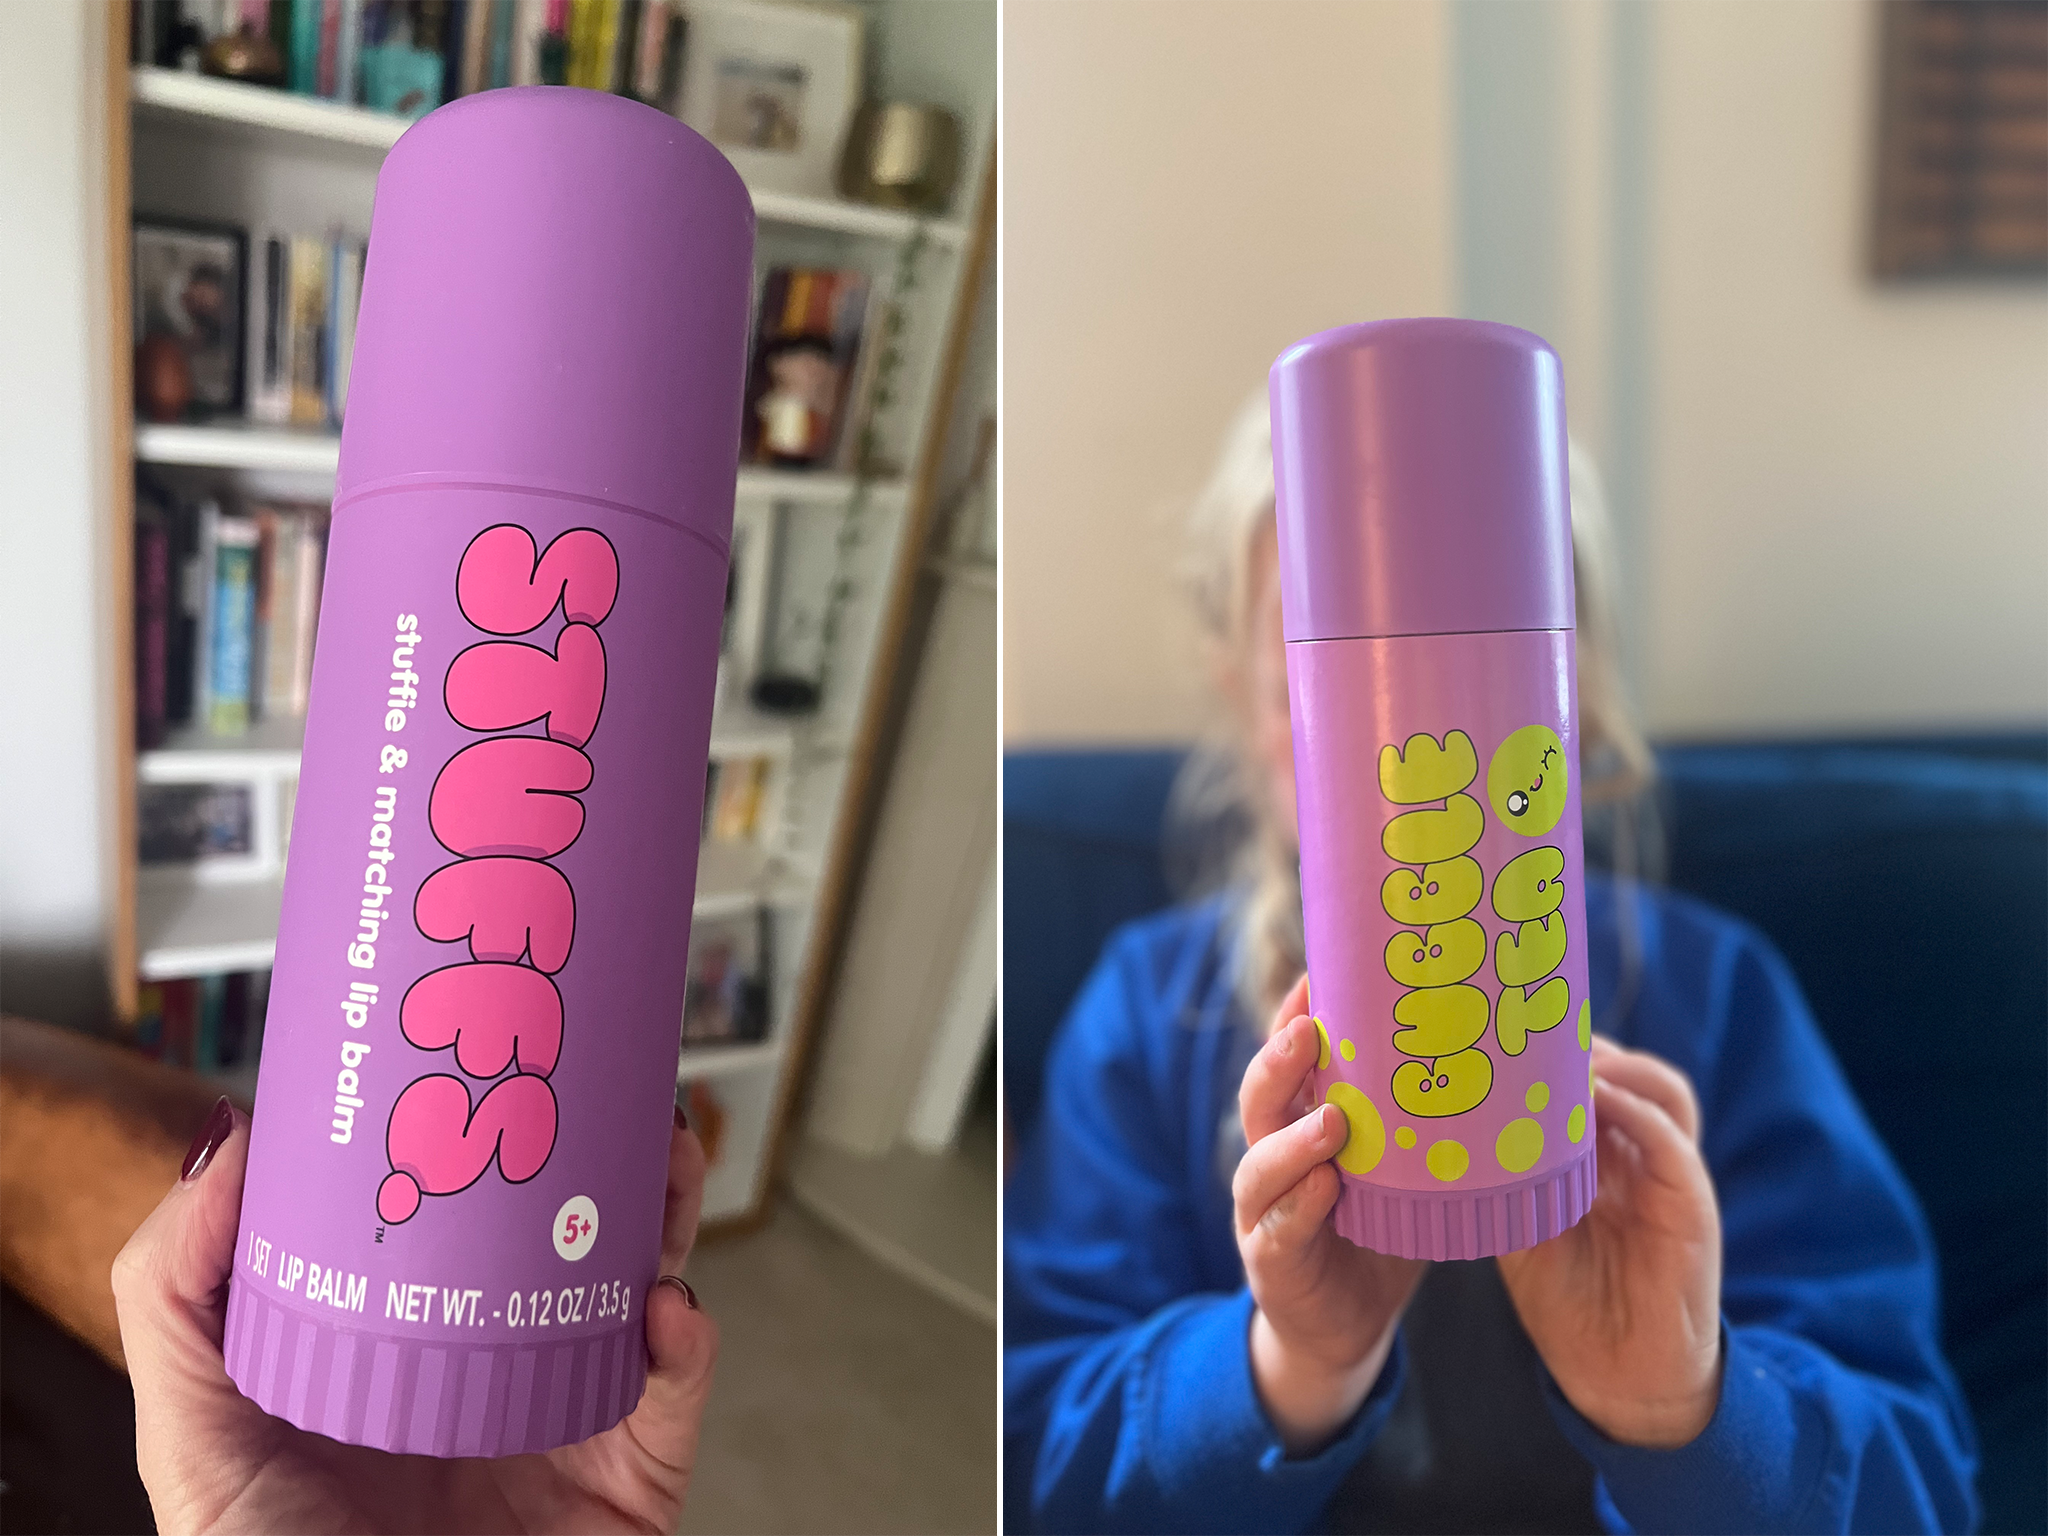 STUFFS.™
stuffie & matching lip balm
5+
1 SET LIP BALM NET WT. - 0.12 OZ / 3.5 g
BUBBLE
TEA